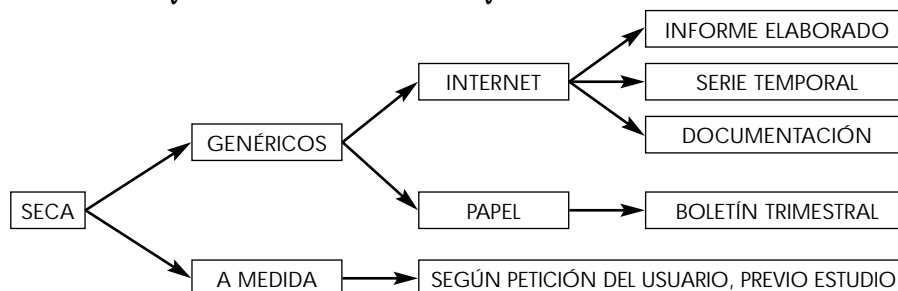 INFORME ELABORADO
INTERNET
SERIE TEMPORAL
GENÉRICOS
DOCUMENTACIÓN
SECA
PAPEL
BOLETÍN TRIMESTRAL
A MEDIDA
SEGÚN PETICIÓN DEL USUARIO, PREVIO ESTUDIO